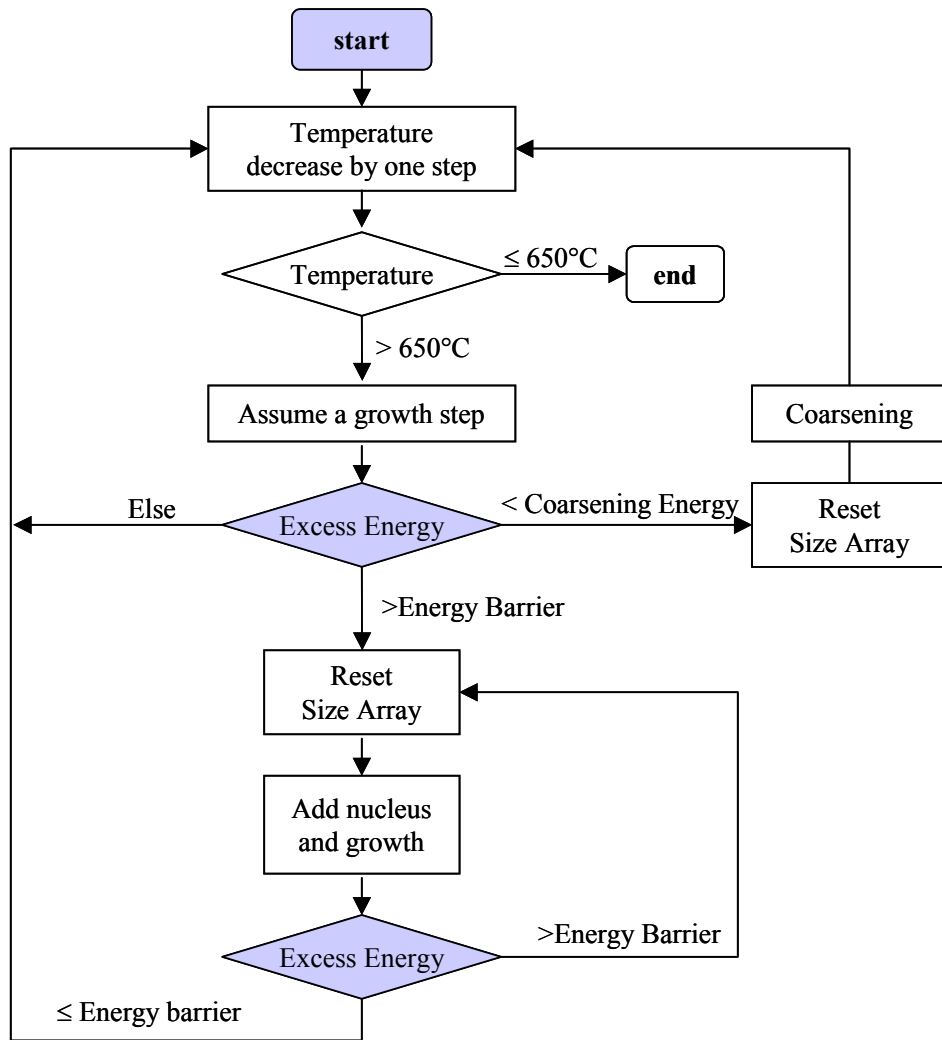 start
Temperature
decrease by one step
Temperature
≤ 650°C
end
> 650°C
Assume a growth step
Coarsening
Else
Excess Energy
< Coarsening Energy
Reset
Size Array
>Energy Barrier
Reset
Size Array
Add nucleus
and growth
Excess Energy
>Energy Barrier
≤ Energy barrier